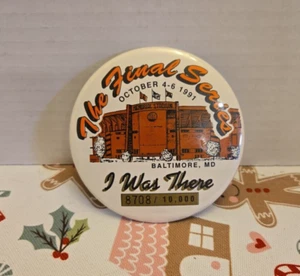 The Final Series
OCTOBER 4-6 1991
BALTIMORE, MD
I Was There
8708 / 10,000